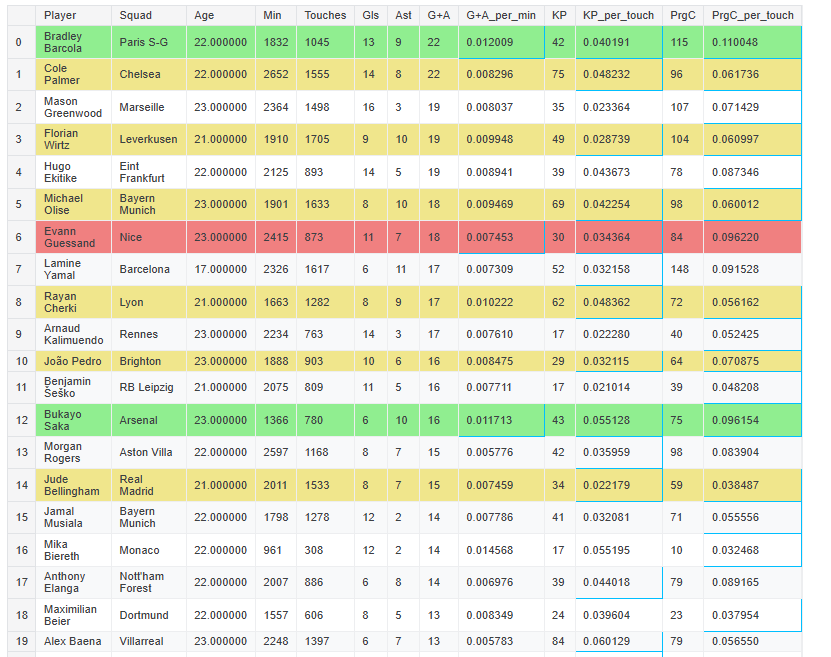 Player Squad Age Min Touches Gls Ast G+A G+A_per_min KP KP_per_touch PrgC PrgC_per_touch
0 Bradley Barcola Paris S-G 22.000000 1832 1045 13 9 22 0.012009 42 0.040191 115 0.110048
1 Cole Palmer Chelsea 22.000000 2652 1555 14 8 22 0.008296 75 0.048232 96 0.061736
2 Mason Greenwood Marseille 23.000000 2364 1498 16 3 19 0.008037 35 0.023364 107 0.071429
3 Florian Wirtz Leverkusen 21.000000 1910 1705 9 10 19 0.009948 49 0.028739 104 0.060997
4 Hugo Ekitike Eint Frankfurt 22.000000 2125 893 14 5 19 0.008941 39 0.043673 78 0.087346
5 Michael Olise Bayern Munich 23.000000 1901 1633 8 10 18 0.009469 69 0.042254 98 0.060012
6 Evann Guessand Nice 23.000000 2415 873 11 7 18 0.007453 30 0.034364 84 0.096220
7 Lamine Yamal Barcelona 17.000000 2326 1617 6 11 17 0.007309 52 0.032158 148 0.091528
8 Rayan Cherki Lyon 21.000000 1663 1282 8 9 17 0.010222 62 0.048362 72 0.056162
9 Arnaud Kalimuendo Rennes 23.000000 2234 763 14 3 17 0.007610 17 0.022280 40 0.052425
10 João Pedro Brighton 23.000000 1888 903 10 6 16 0.008475 29 0.032115 64 0.070875
11 Benjamin Šeško RB Leipzig 21.000000 2075 809 11 5 16 0.007711 17 0.021014 39 0.048208
12 Bukayo Saka Arsenal 23.000000 1366 780 6 10 16 0.011713 43 0.055128 75 0.096154
13 Morgan Rogers Aston Villa 22.000000 2597 1168 8 7 15 0.005776 42 0.035959 98 0.083904
14 Jude Bellingham Real Madrid 21.000000 2011 1533 8 7 15 0.007459 34 0.022179 59 0.038487
15 Jamal Musiala Bayern Munich 22.000000 1798 1278 12 2 14 0.007786 41 0.032081 71 0.055556
16 Mika Biereth Monaco 22.000000 961 308 12 2 14 0.014568 17 0.055195 10 0.032468
17 Anthony Elanga Nott'ham Forest 22.000000 2007 886 6 8 14 0.006976 39 0.044018 79 0.089165
18 Maximilian Beier Dortmund 22.000000 1557 606 8 5 13 0.008349 24 0.039604 23 0.037954
19 Alex Baena Villarreal 23.000000 2248 1397 6 7 13 0.005783 84 0.060129 79 0.056550